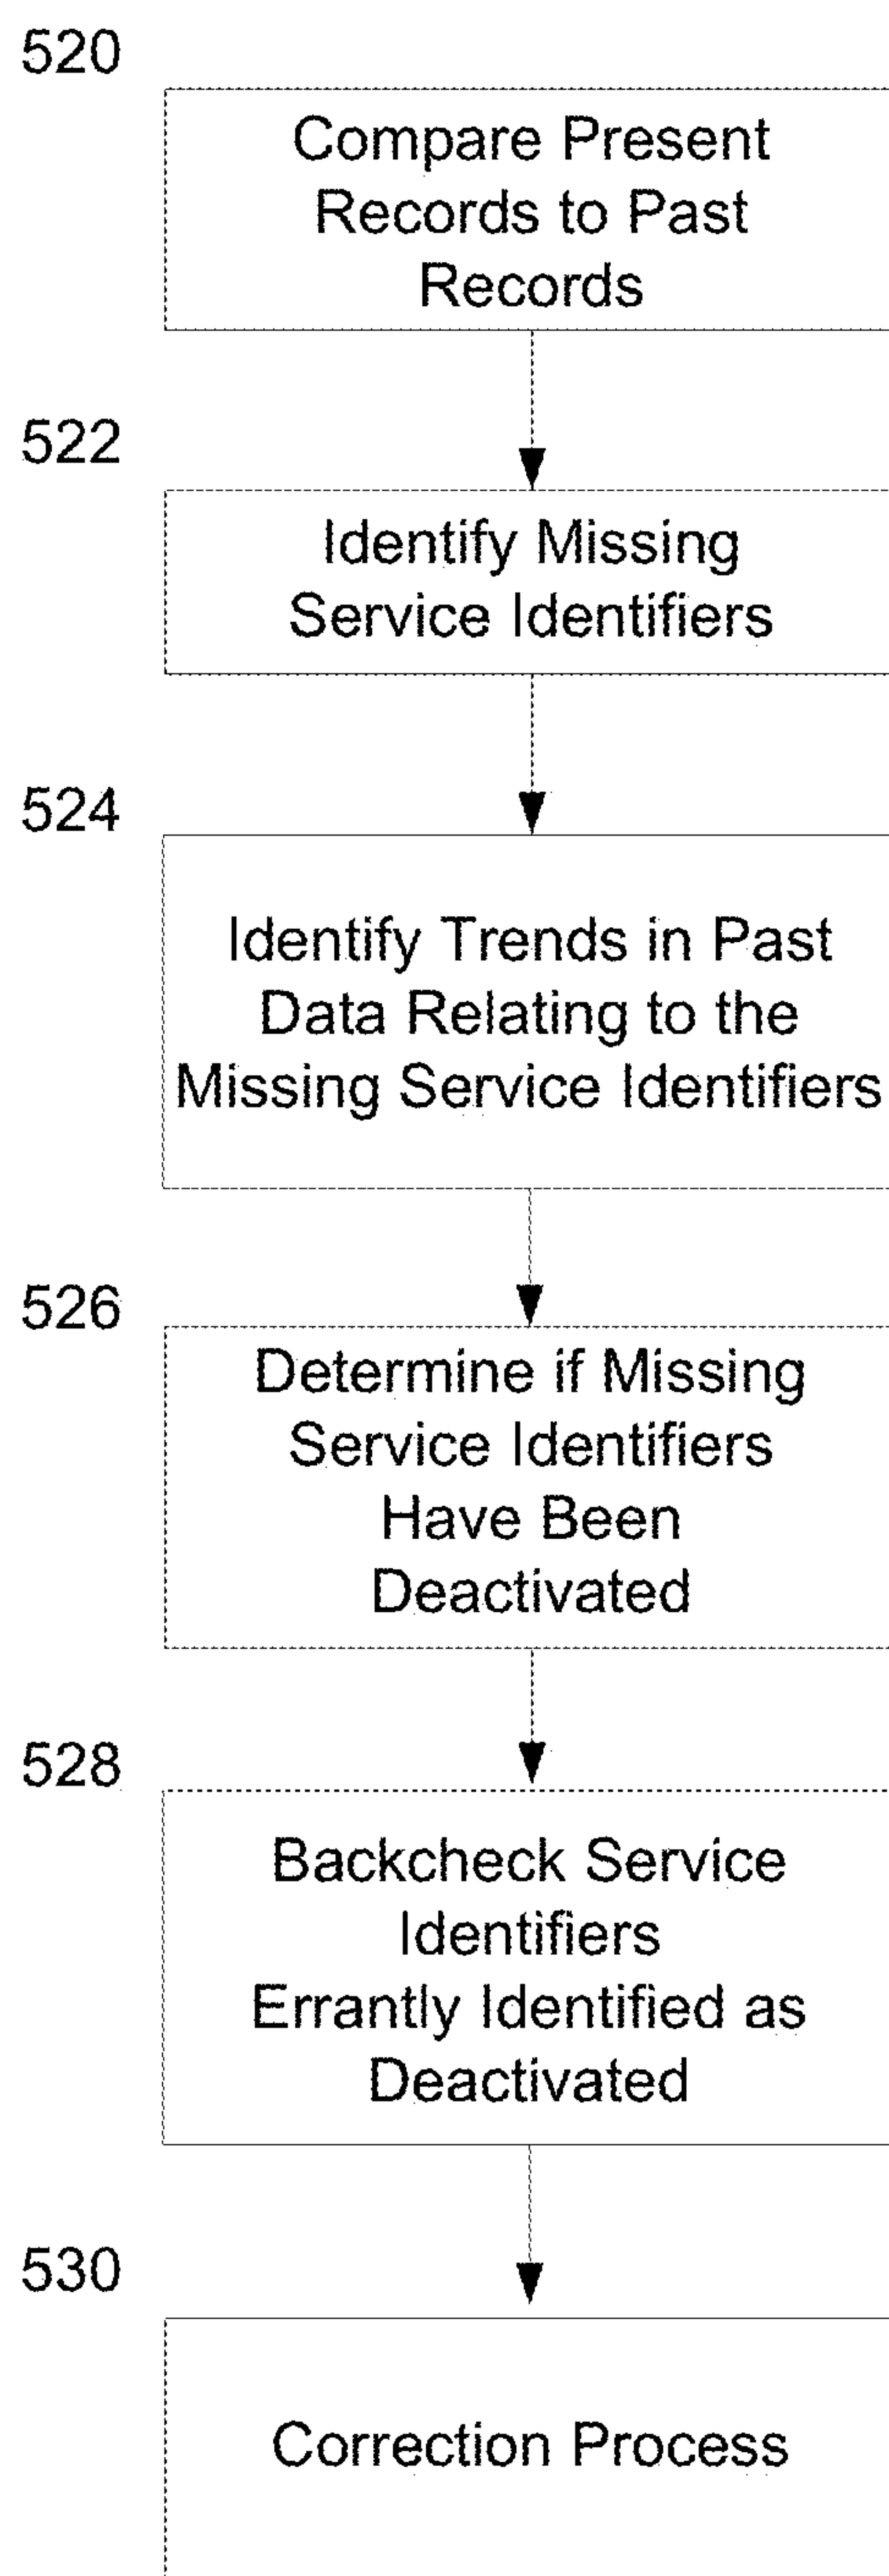 520
Compare Present
Records to Past
Records
522
Identify Missing
Service Identifiers
524
Identify Trends in Past
Data Relating to the
Missing Service Identifiers
526
Determine if Missing
Service Identifiers
Have Been
Deactivated
528
Backcheck Service
Identifiers
Errantly Identified as
Deactivated
530
Correction Process